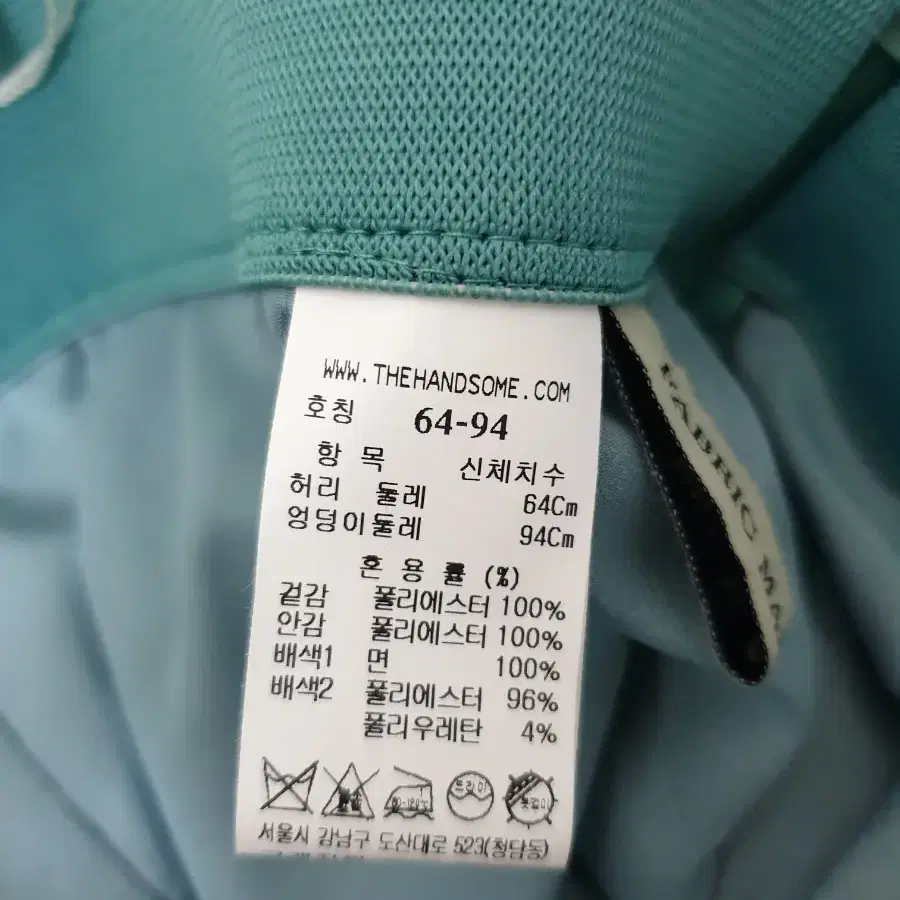 WWW.THEHANDSOME.COM
호칭 64-94
항 목 신체치수
허리 둘레 64Cm
엉덩이둘레 94Cm
혼 용 률 (%)
겉감 폴리에스터 100%
안감 폴리에스터 100%
배색1 면 100%
배색2 폴리에스터 96%
폴리우레탄 4%
드라이
서울시 강남구 도산대로 523(청담동)
FABRIC